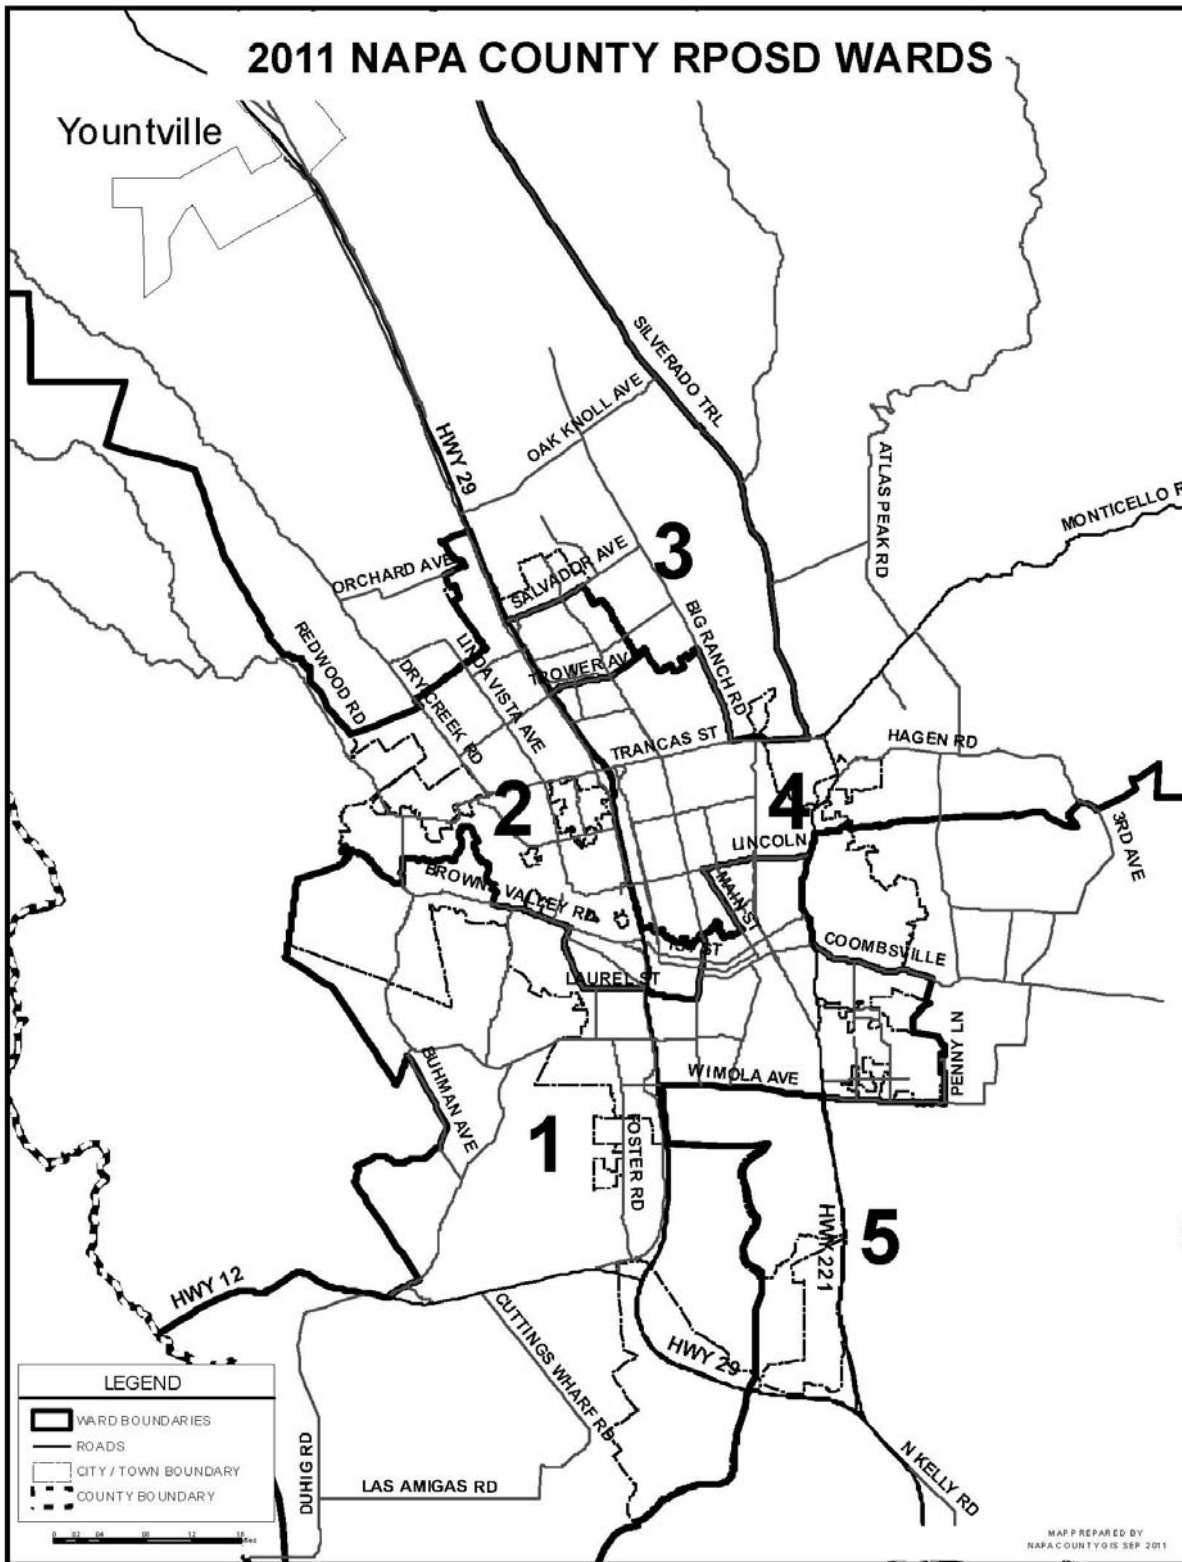 2011 NAPA COUNTY RPOSD WARDS
Yountville
SILVERADO TRL
OAK KNOLL AVE
HWY 29
ATLAS PEAK RD
MONTICELLO R
3
SALVADOR AVE
ORCHARD AVE
BIG RANCH RD
REDWOOD RD
LINDA VISTA AVE
TROWER AV
DRY CREEK RD
TRANCAS ST
HAGEN RD
2
4
LINCOLN
3RD AVE
BROWNS VALLEY RD
MAIN ST
1ST ST
COOMBSVILLE
LAUREL ST
PENNY LN
WIMOLA AVE
BUHMAN AVE
1
FOSTER RD
HWY 221
5
HWY 12
CUTTINGS WHARF RD
HWY 29
N KELLY RD
DUHIG RD
LAS AMIGAS RD
LEGEND
WARD BOUNDARIES
ROADS
CITY / TOWN BOUNDARY
COUNTY BOUNDARY
MAP PREPARED BY
NAPA COUNTY GIS SEP 2011